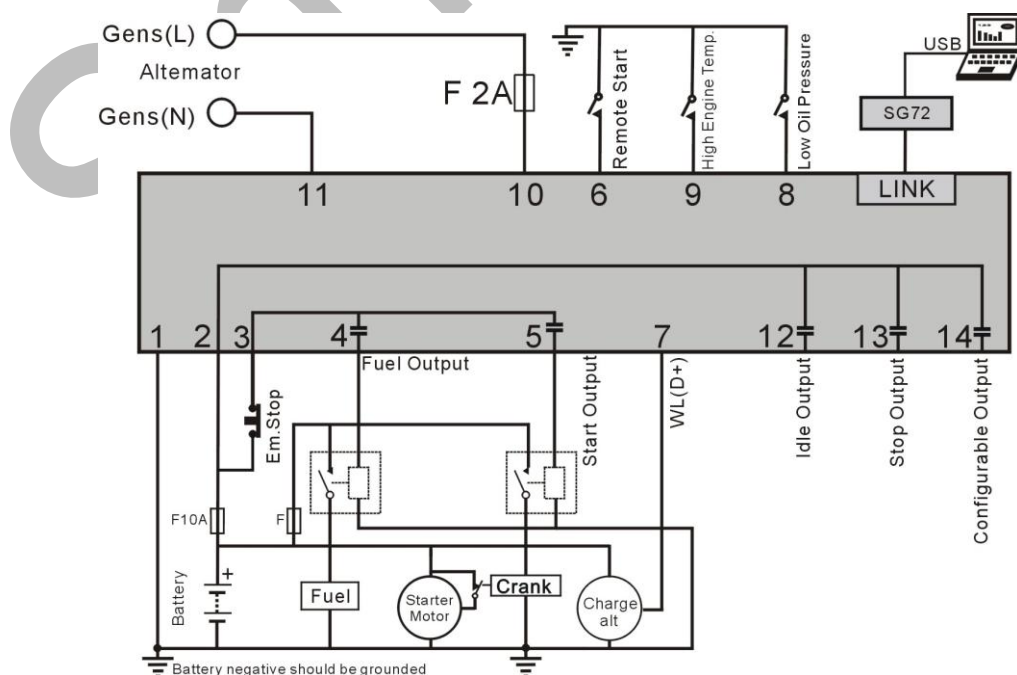 Gens(L)
Altemator
Gens(N)
F 2A
Remote Start
High Engine Temp.
Low Oil Pressure
USB
SG72
LINK
11
10
6
9
8
1
2
3
4
5
7
12
13
14
Fuel Output
Start Output
WL(D+)
Idle Output
Stop Output
Configurable Output
Em.Stop
F10A
F
Battery
+
Fuel
Starter
Motor
Crank
Charge
alt
Battery negative should be grounded